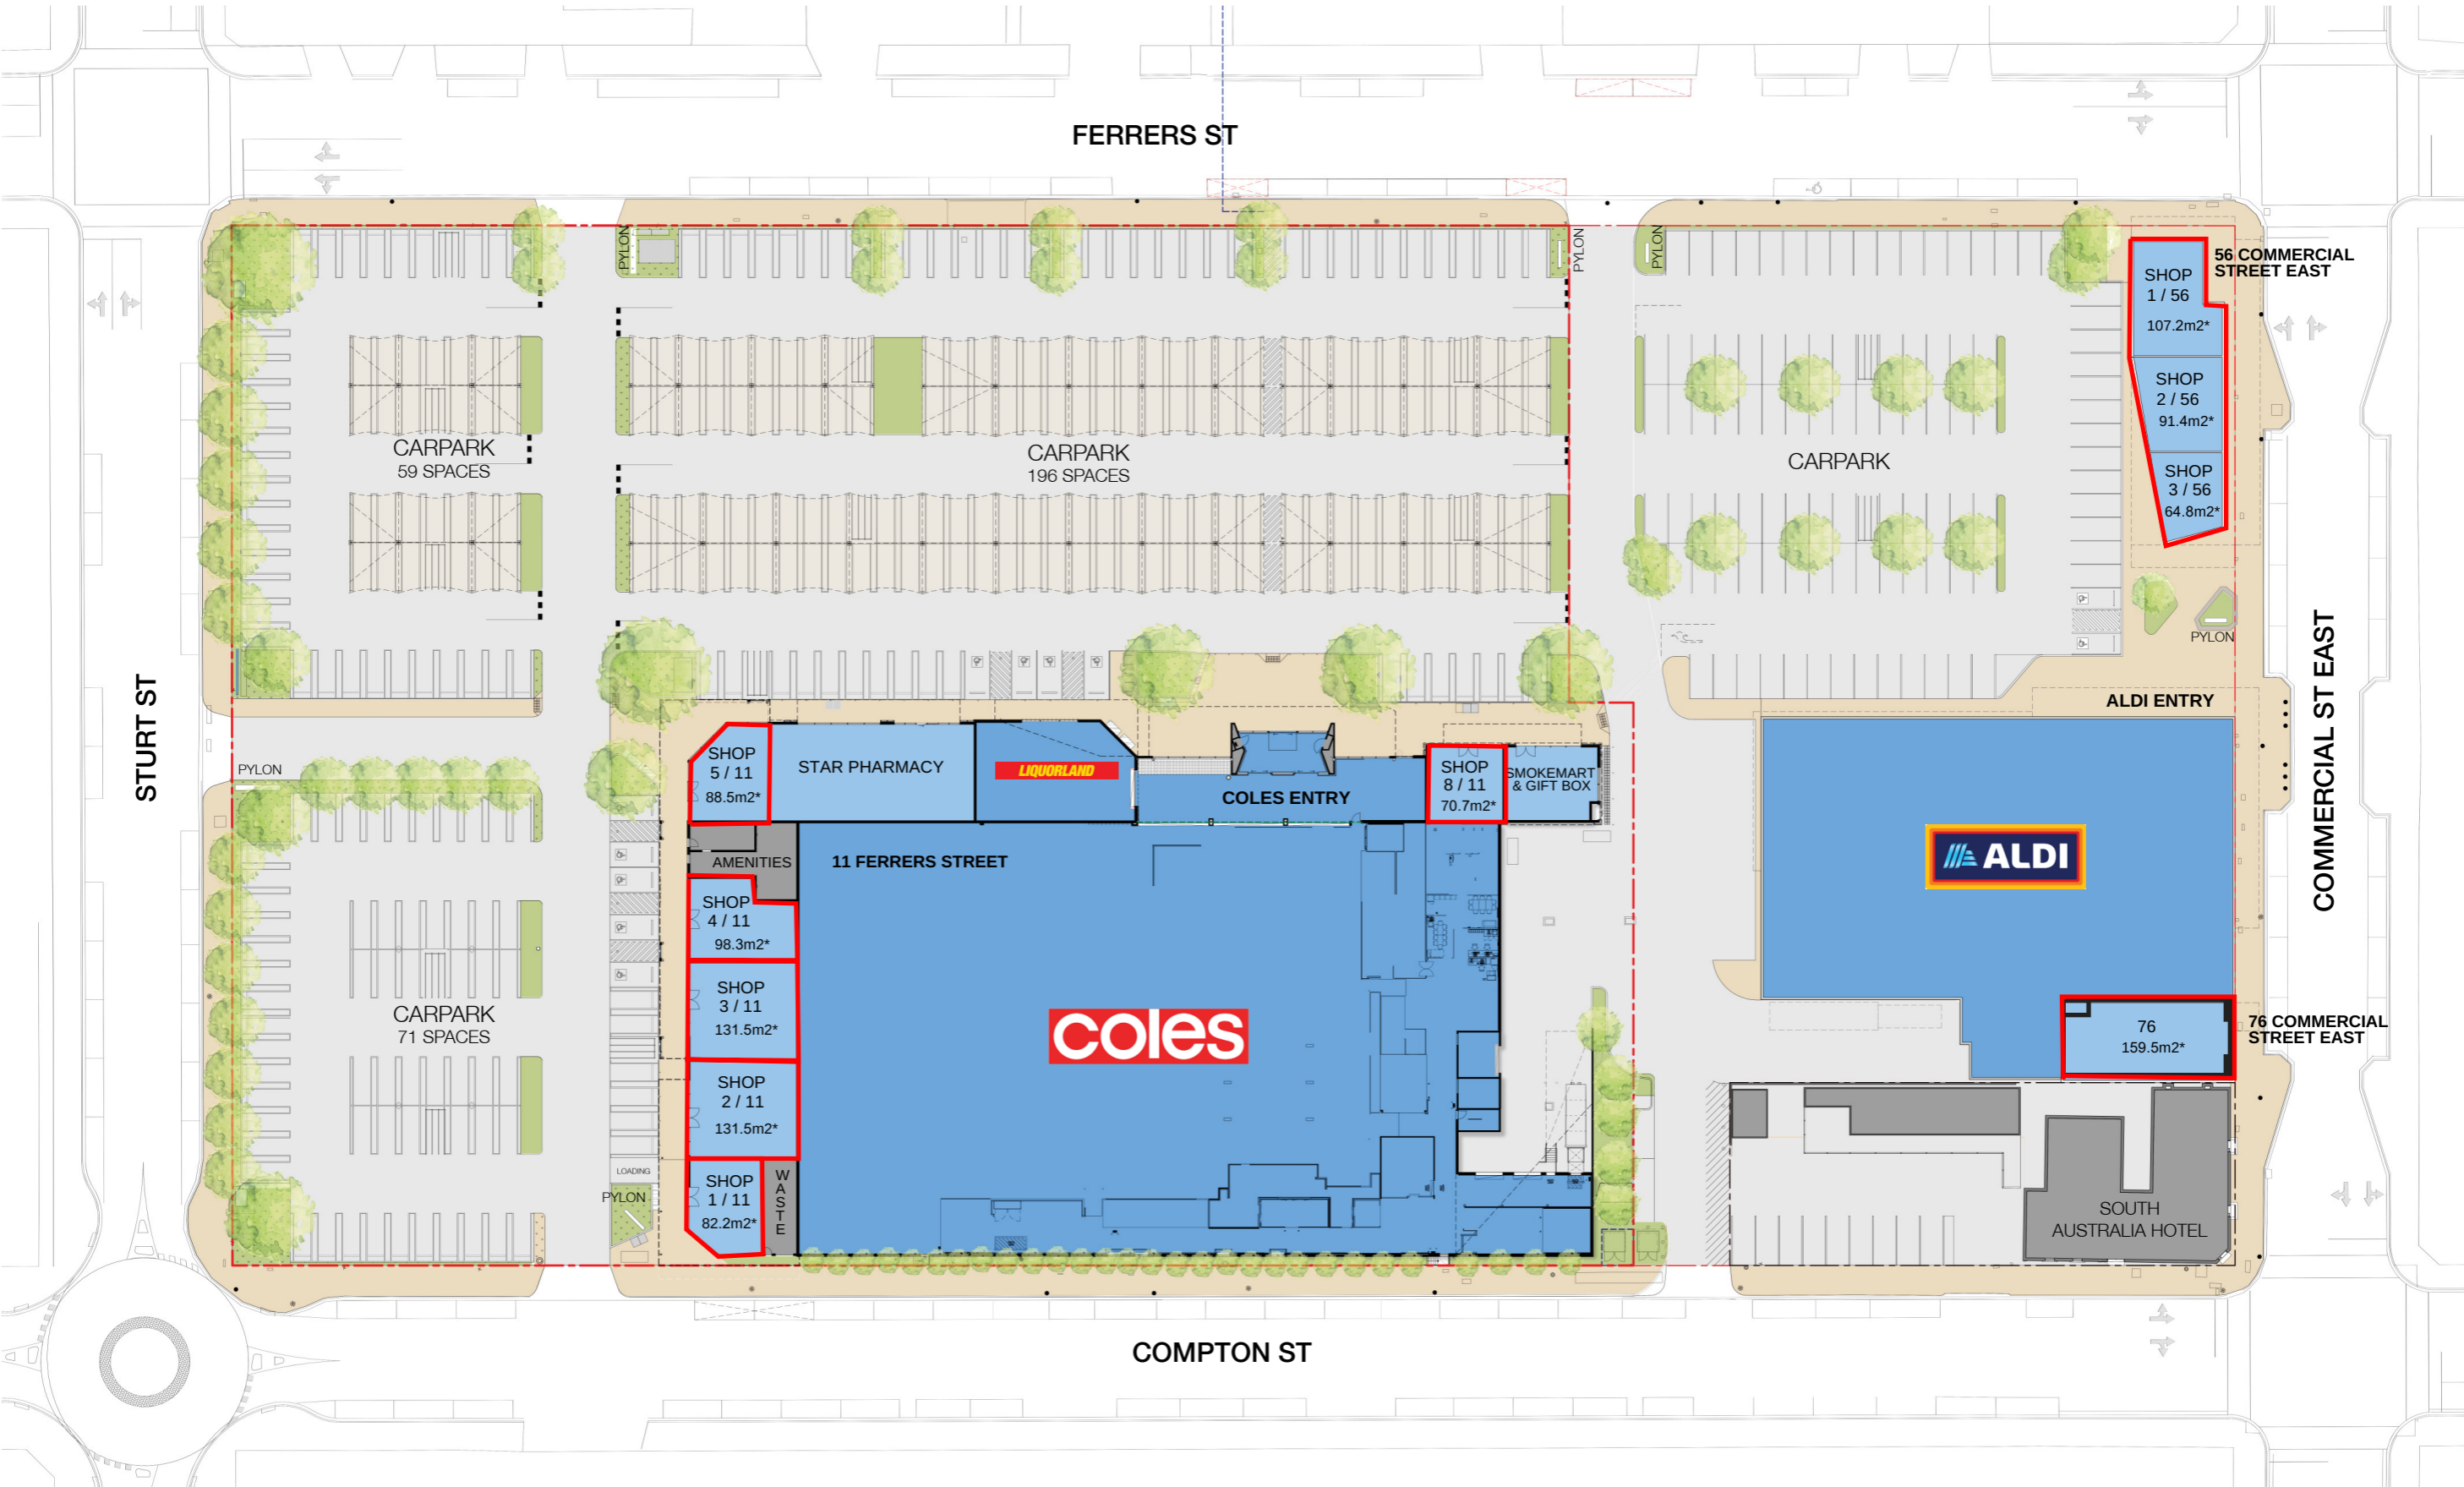 FERRERS ST
PYLON
PYLON
PYLON
56 COMMERCIAL
STREET EAST
SHOP
1 / 56
107.2m2*
SHOP
2 / 56
91.4m2*
SHOP
3 / 56
64.8m2*
CARPARK
59 SPACES
CARPARK
196 SPACES
CARPARK
PYLON
STURT ST
COMMERCIAL ST EAST
ALDI ENTRY
PYLON
SHOP
5 / 11
88.5m2*
STAR PHARMACY
LIQUORLAND
COLES ENTRY
SHOP
8 / 11
70.7m2*
SMOKEMART
& GIFT BOX
AMENITIES
11 FERRERS STREET
ALDI
SHOP
4 / 11
98.3m2*
SHOP
3 / 11
131.5m2*
coles
CARPARK
71 SPACES
76
159.5m2*
76 COMMERCIAL
STREET EAST
SHOP
2 / 11
131.5m2*
LOADING
PYLON
SHOP
1 / 11
82.2m2*
WASTE
SOUTH
AUSTRALIA HOTEL
COMPTON ST